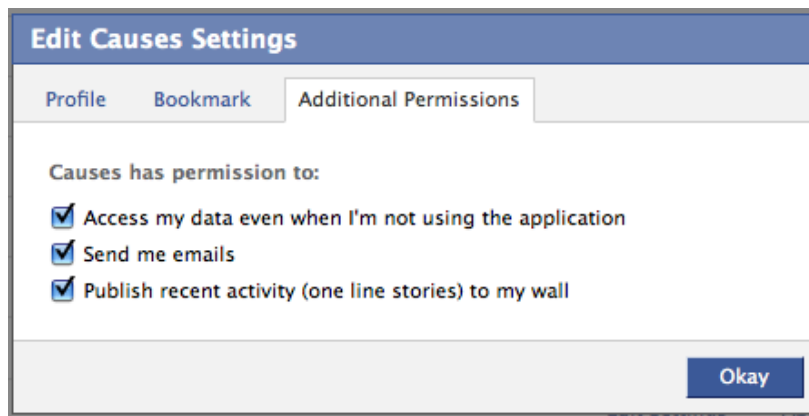 Edit Causes Settings
Profile Bookmark Additional Permissions
Causes has permission to:
Access my data even when I'm not using the application
Send me emails
Publish recent activity (one line stories) to my wall
Okay